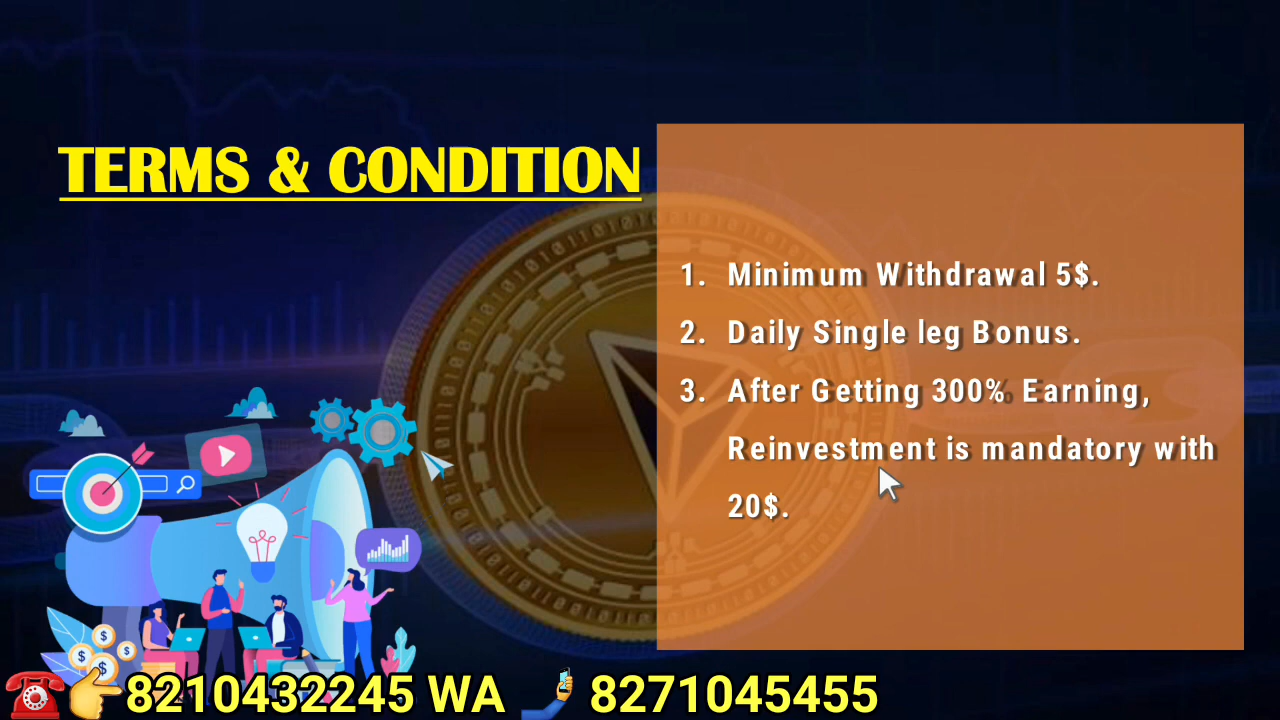 TERMS & CONDITION
1. Minimum Withdrawal 5$.
2. Daily Single leg Bonus.
3. After Getting 300% Earning,
Reinvestment is mandatory with
20$.
8210432245 WA 8271045455